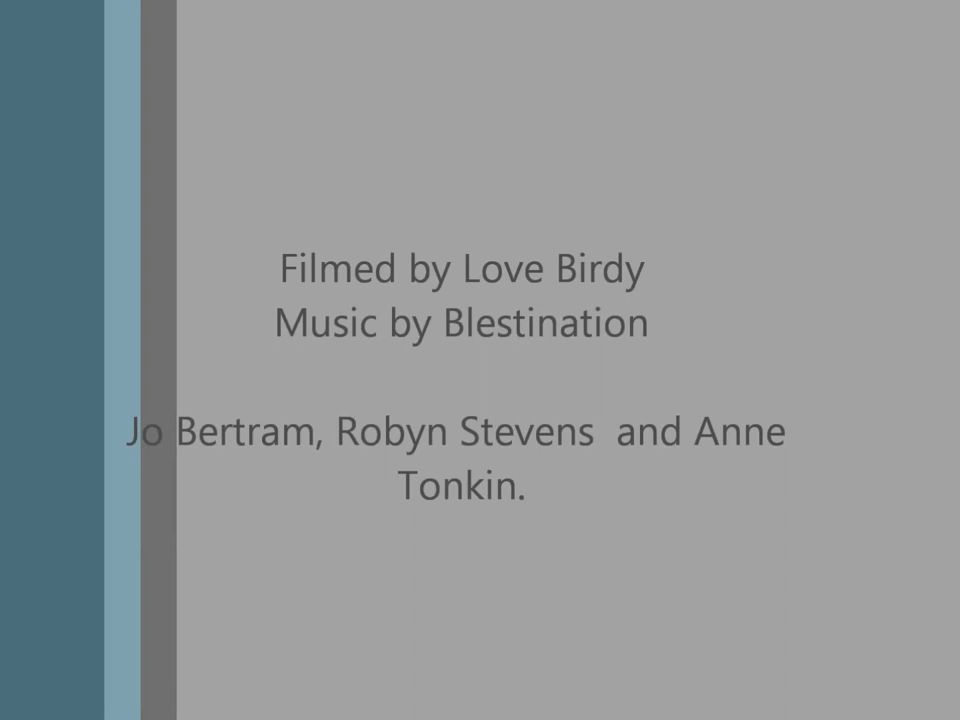 Filmed by Love Birdy
Music by Blestination
Jo Bertram, Robyn Stevens  and Anne
Tonkin.